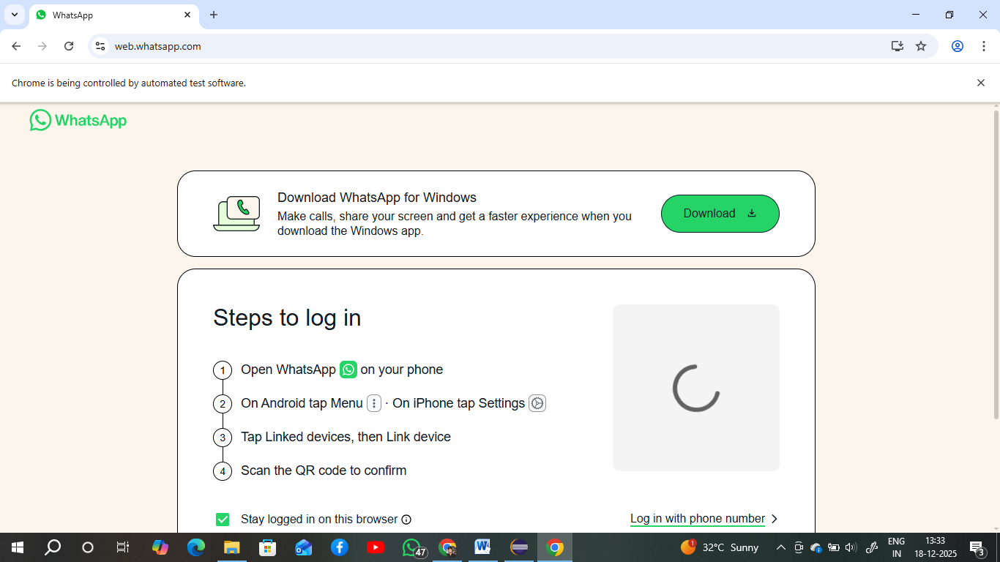 WhatsApp
web.whatsapp.com
Chrome is being controlled by automated test software.
WhatsApp
Download WhatsApp for Windows
Make calls, share your screen and get a faster experience when you
download the Windows app.
Download
Steps to log in
1 Open WhatsApp on your phone
2 On Android tap Menu · On iPhone tap Settings
3 Tap Linked devices, then Link device
4 Scan the QR code to confirm
Stay logged in on this browser
Log in with phone number
47
W
1
32°C Sunny
ENG
IN
13:33
18-12-2025
3